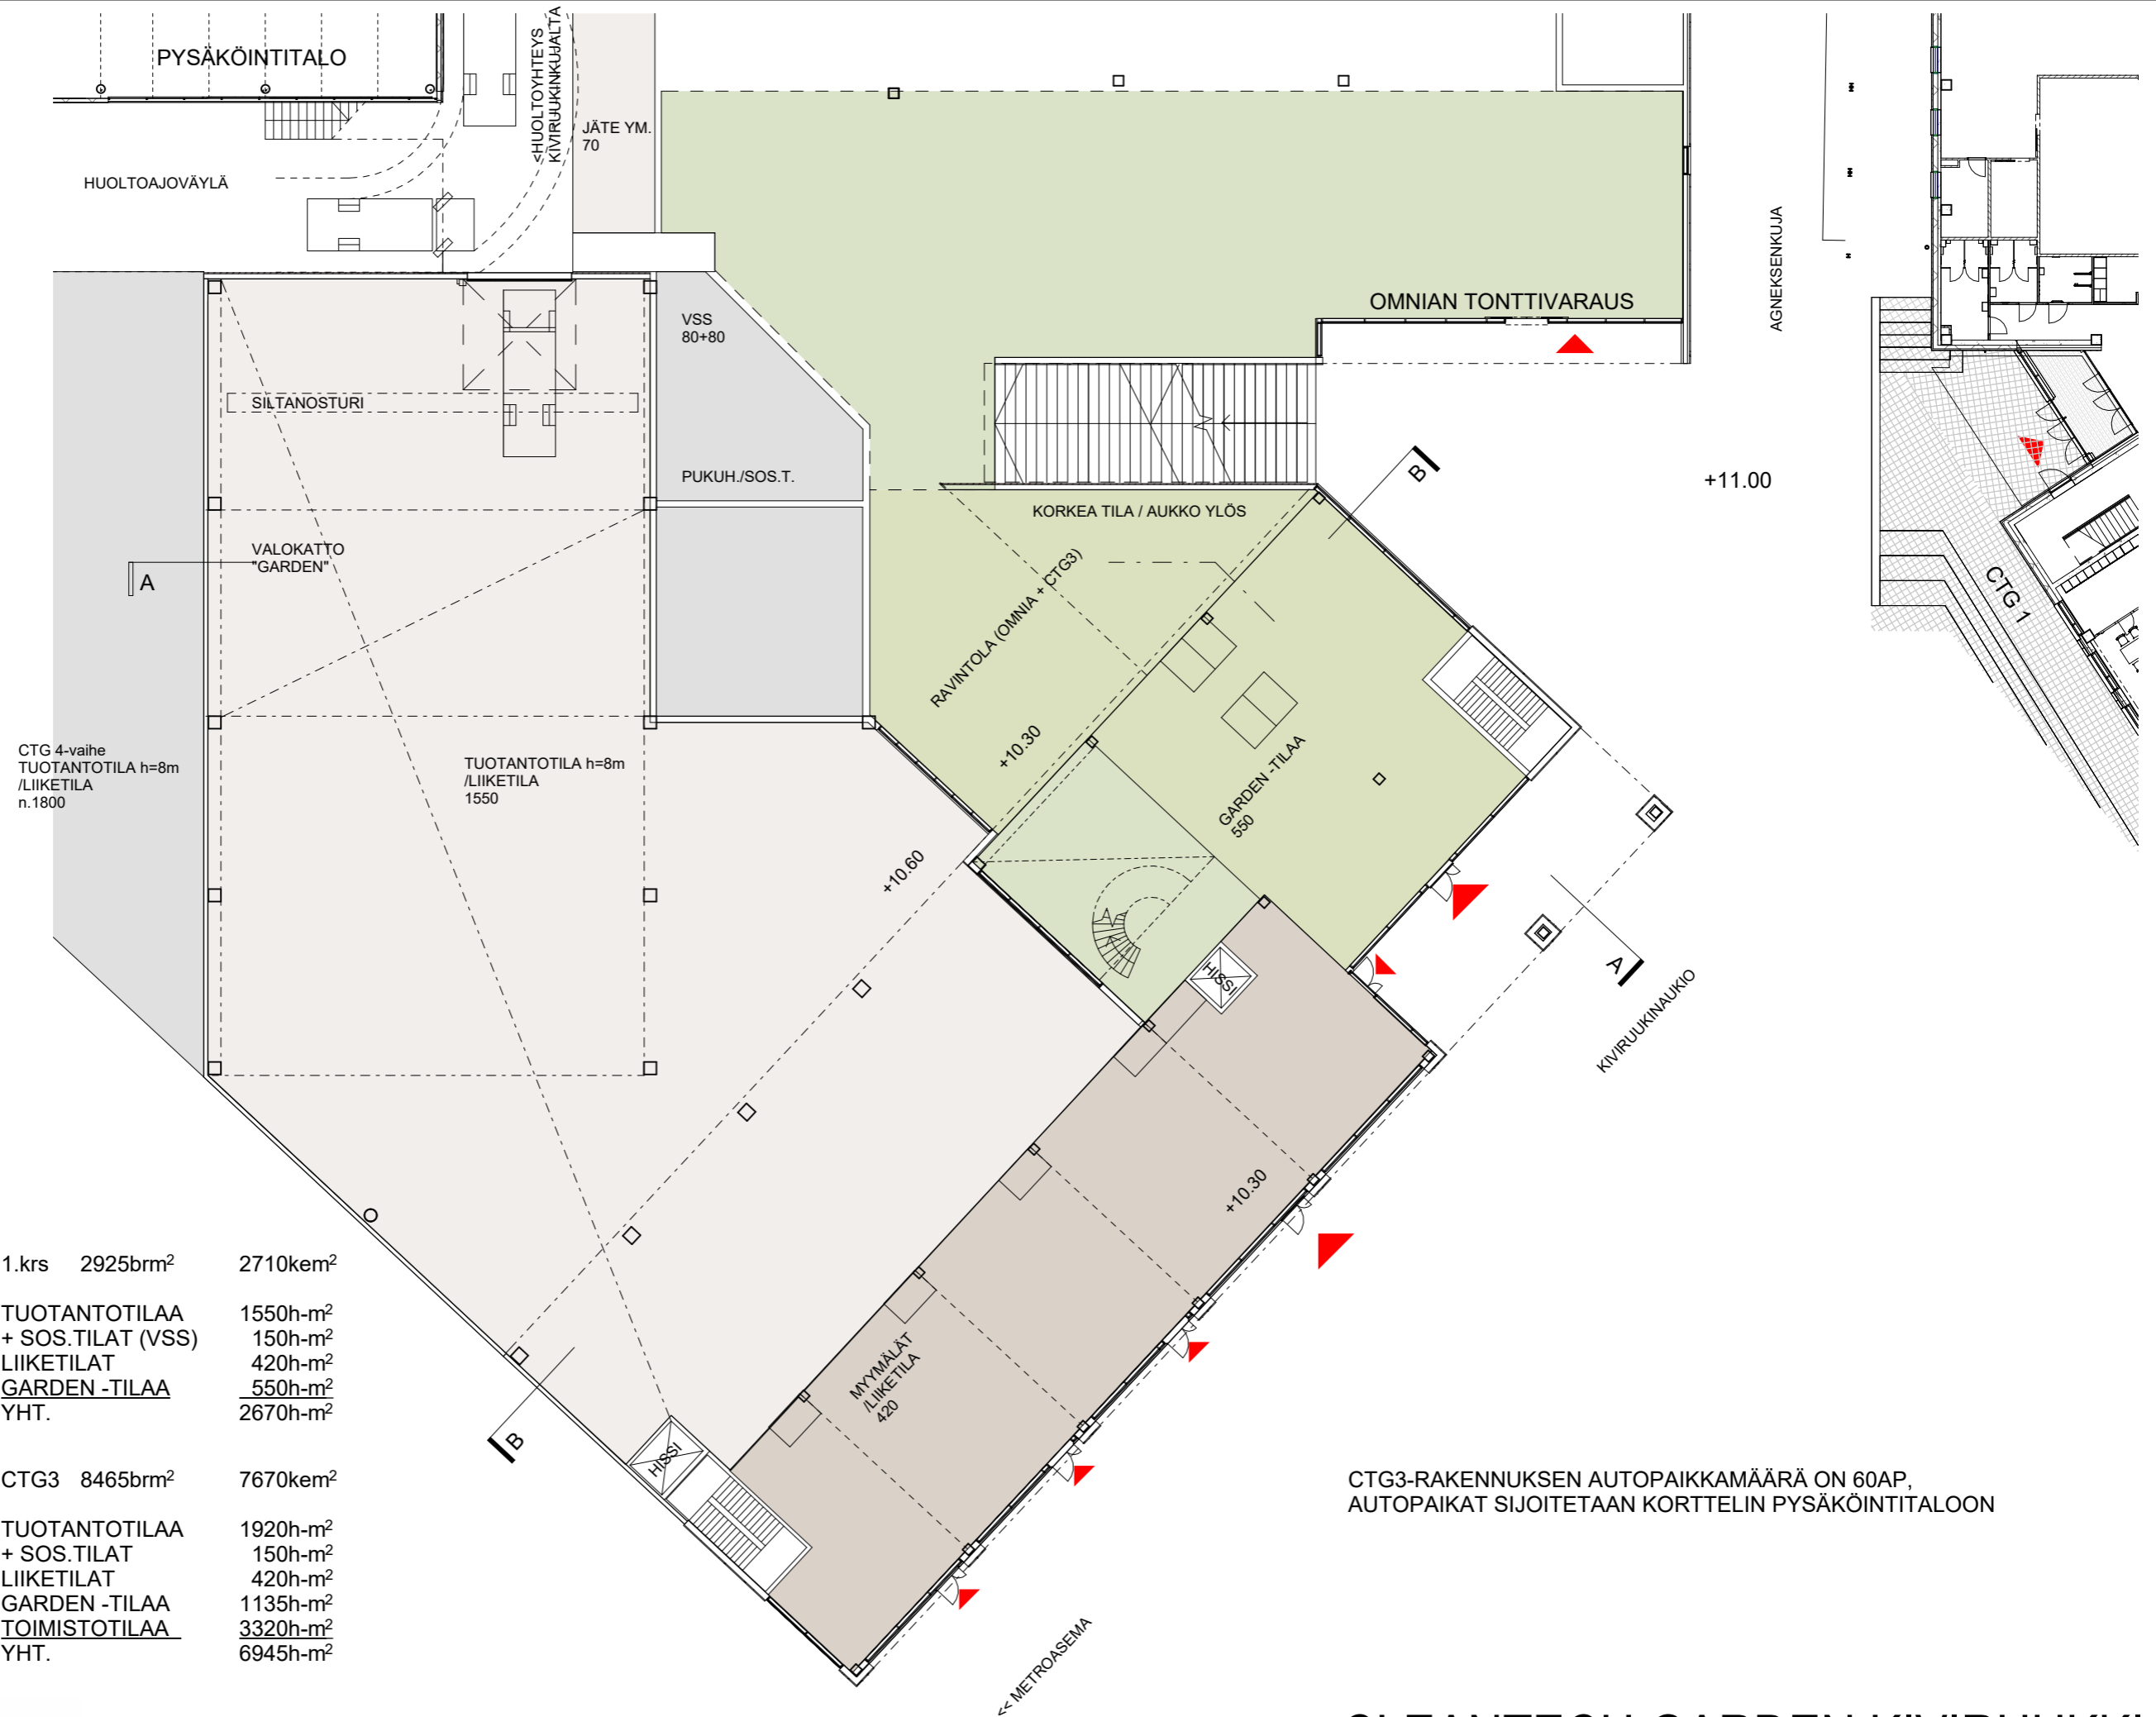 PYSÄKÖINTITALO
<HUOLTOYHTEYS
KIVIRUUKINKUJALTA
JÄTE YM.
70
HUOLTOAJOVÄYLÄ
OMNIAN TONTTIVARAUS
AGNEKSENKUJA
VSS
80+80
SILTANOSTURI
PUKUH./SOS.T.
B
+11.00
KORKEA TILA / AUKKO YLÖS
VALOKATTO
"GARDEN"
A
RAVINTOLA (OMNIA + CTG3)
CTG 1
+10.30
CTG 4-vaihe
TUOTANTOTILA h=8m
/LIIKETILA
n.1800
TUOTANTOTILA h=8m
/LIIKETILA
1550
GARDEN -TILAA
550
+10.60
HISSI
A
KIVIRUUKINAUKIO
+10.30
MYYMÄLÄT
/LIIKETILA
420
B
HISSI
1.krs 2925brm² 2710kem²
TUOTANTOTILAA 1550h-m²
+ SOS.TILAT (VSS) 150h-m²
LIIKETILAT 420h-m²
GARDEN -TILAA 550h-m²
YHT. 2670h-m²
CTG3 8465brm² 7670kem²
TUOTANTOTILAA 1920h-m²
+ SOS.TILAT 150h-m²
LIIKETILAT 420h-m²
GARDEN -TILAA 1135h-m²
TOIMISTOTILAA 3320h-m²
YHT. 6945h-m²
CTG3-RAKENNUKSEN AUTOPAIKKAMÄÄRÄ ON 60AP,
AUTOPAIKAT SIJOITETAAN KORTTELIN PYSÄKÖINTITALOON
<< METROASEMA